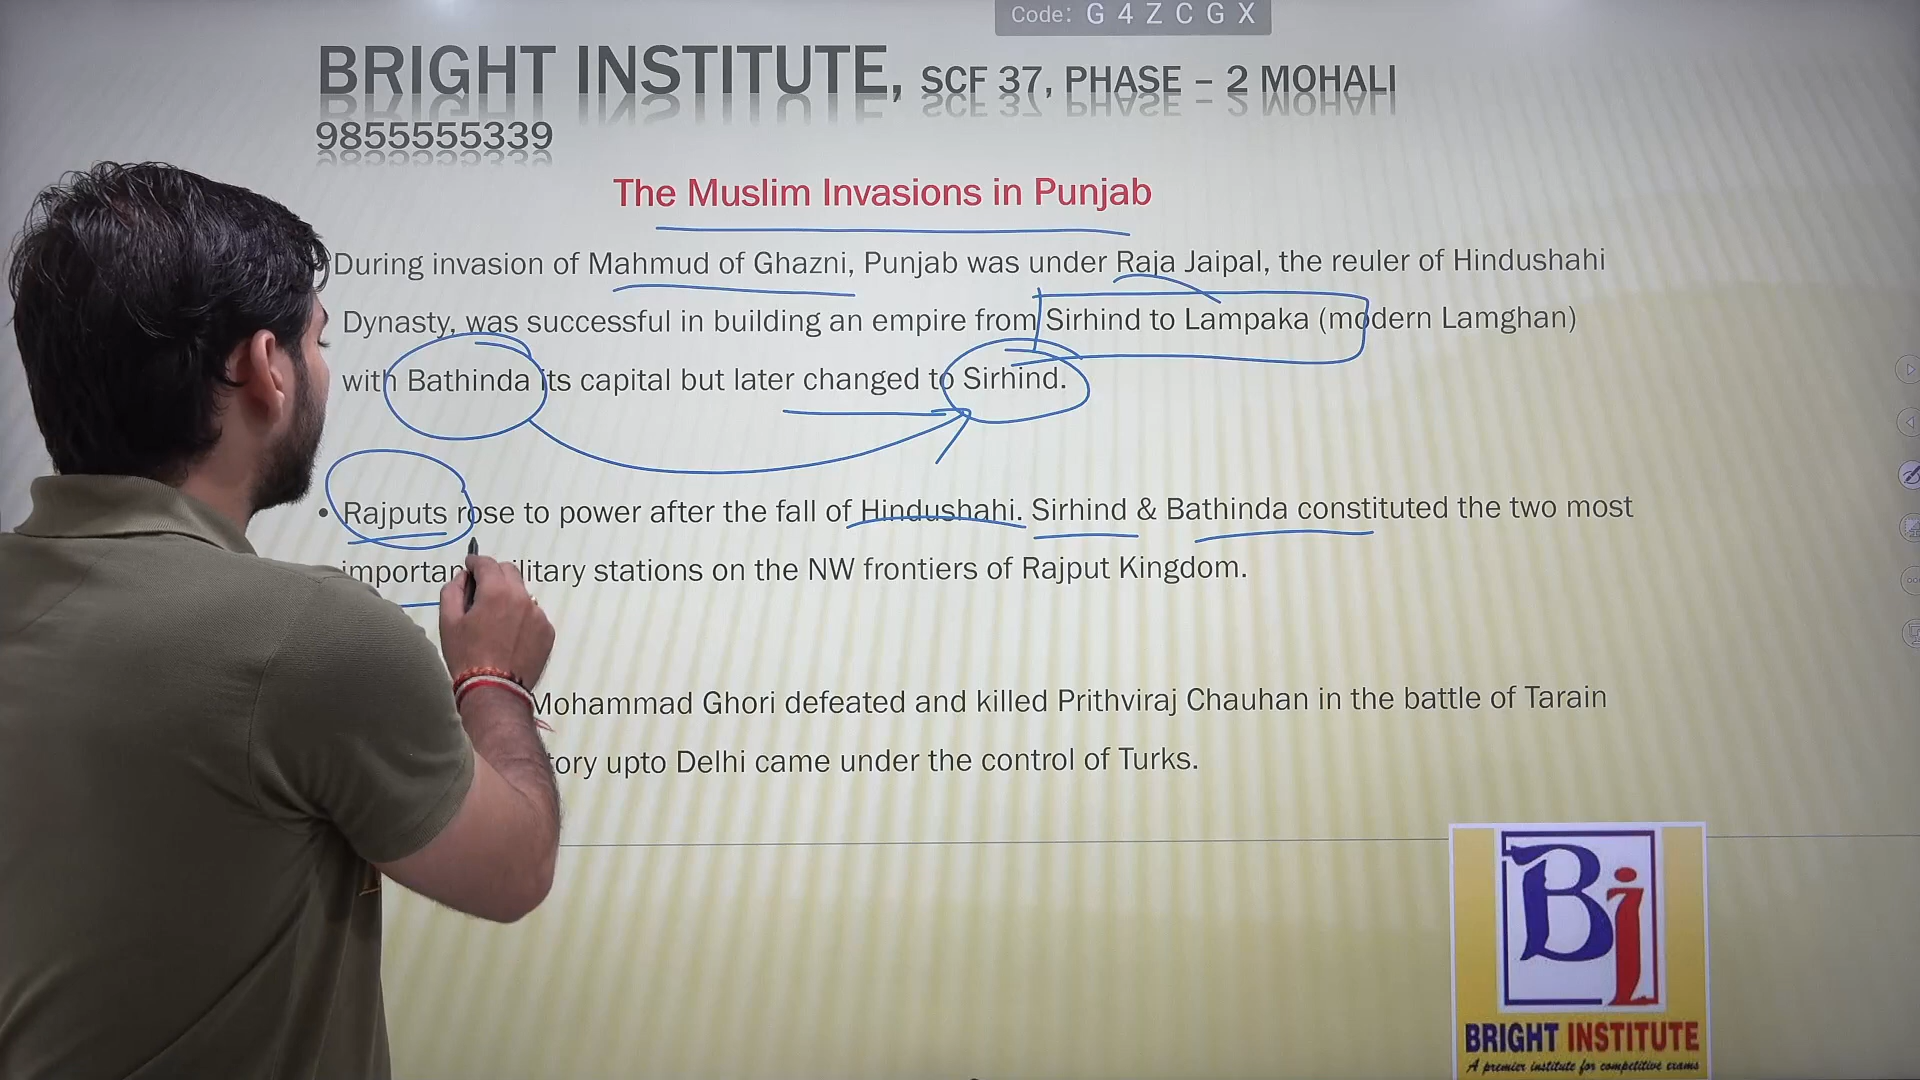 Code: G 4 Z C G X
BRIGHT INSTITUTE, SCF 37, PHASE – 2 MOHALI
9855555339
The Muslim Invasions in Punjab
During invasion of Mahmud of Ghazni, Punjab was under Raja Jaipal, the reuler of Hindushahi
Dynasty, was successful in building an empire from Sirhind to Lampaka (modern Lamghan)
with Bathinda its capital but later changed to Sirhind.
• Rajputs rose to power after the fall of Hindushahi. Sirhind & Bathinda constituted the two most
stations on the NW frontiers of Rajput Kingdom.
Mohammad Ghori defeated and killed Prithviraj Chauhan in the battle of Tarain
upto Delhi came under the control of Turks.
Bi
BRIGHT INSTITUTE
A premier institute for competitive exams